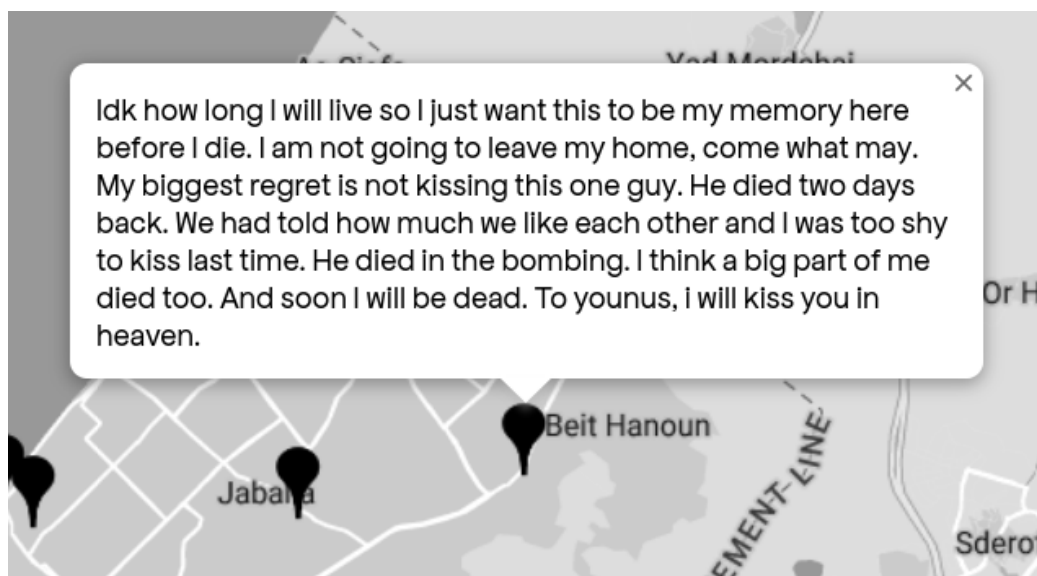 Idk how long I will live so I just want this to be my memory here
before I die. I am not going to leave my home, come what may.
My biggest regret is not kissing this one guy. He died two days
back. We had told how much we like each other and I was too shy
to kiss last time. He died in the bombing. I think a big part of me
died too. And soon I will be dead. To younus, i will kiss you in
heaven.
Or H
Beit Hanoun
Jabalia
EMENT LINE
Sdero